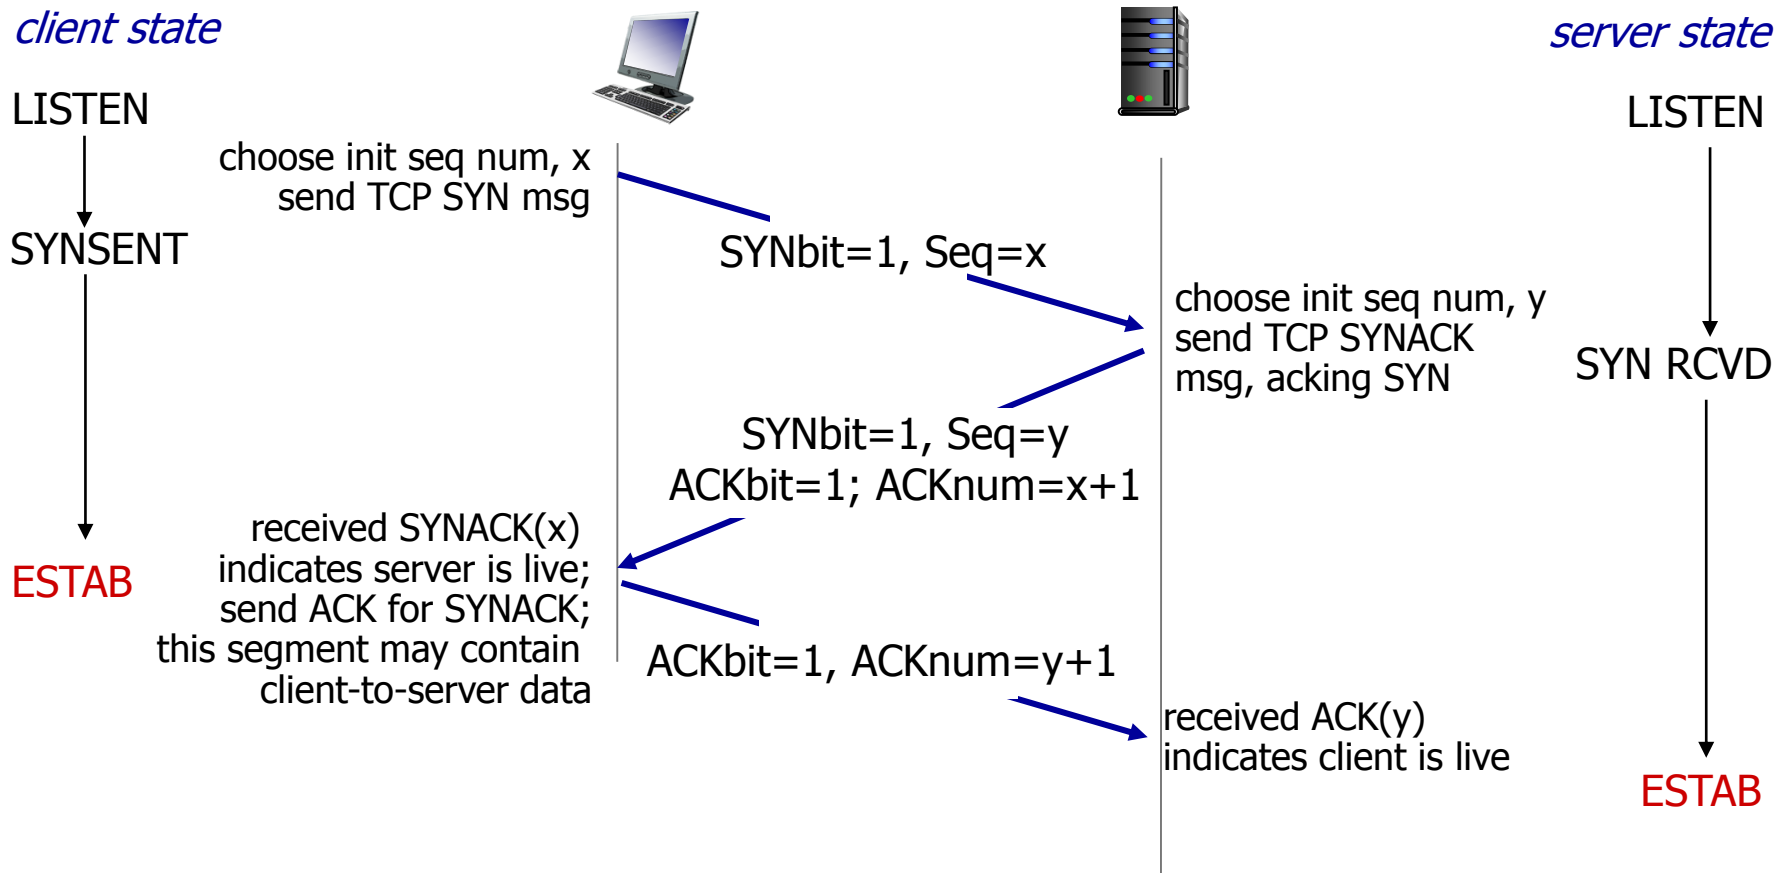 client state
server state
LISTEN
LISTEN
choose init seq num, x
send TCP SYN msg
SYNSENT
SYNbit=1, Seq=x
choose init seq num, y
send TCP SYNACK
msg, acking SYN
SYN RCVD
SYNbit=1, Seq=y
ACKbit=1; ACKnum=x+1
received SYNACK(x)
indicates server is live;
send ACK for SYNACK;
this segment may contain
client-to-server data
ESTAB
ACKbit=1, ACKnum=y+1
received ACK(y)
indicates client is live
ESTAB